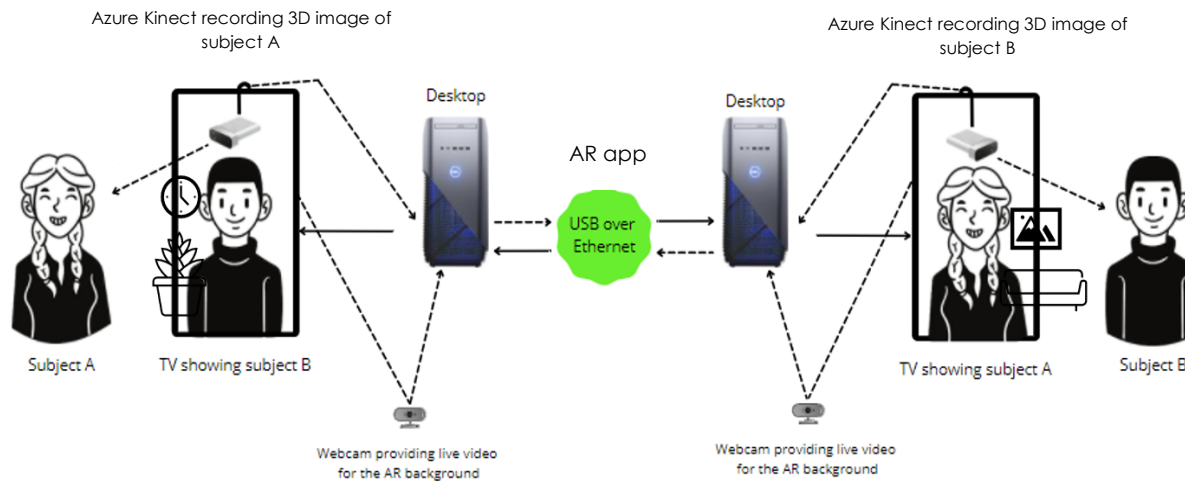 Azure Kinect recording 3D image of
subject A
Azure Kinect recording 3D image of
subject B
Desktop
Desktop
AR app
USB over
Ethernet
Subject A
TV showing subject B
TV showing subject A
Subject B
Webcam providing live video
for the AR background
Webcam providing live video
for the AR background